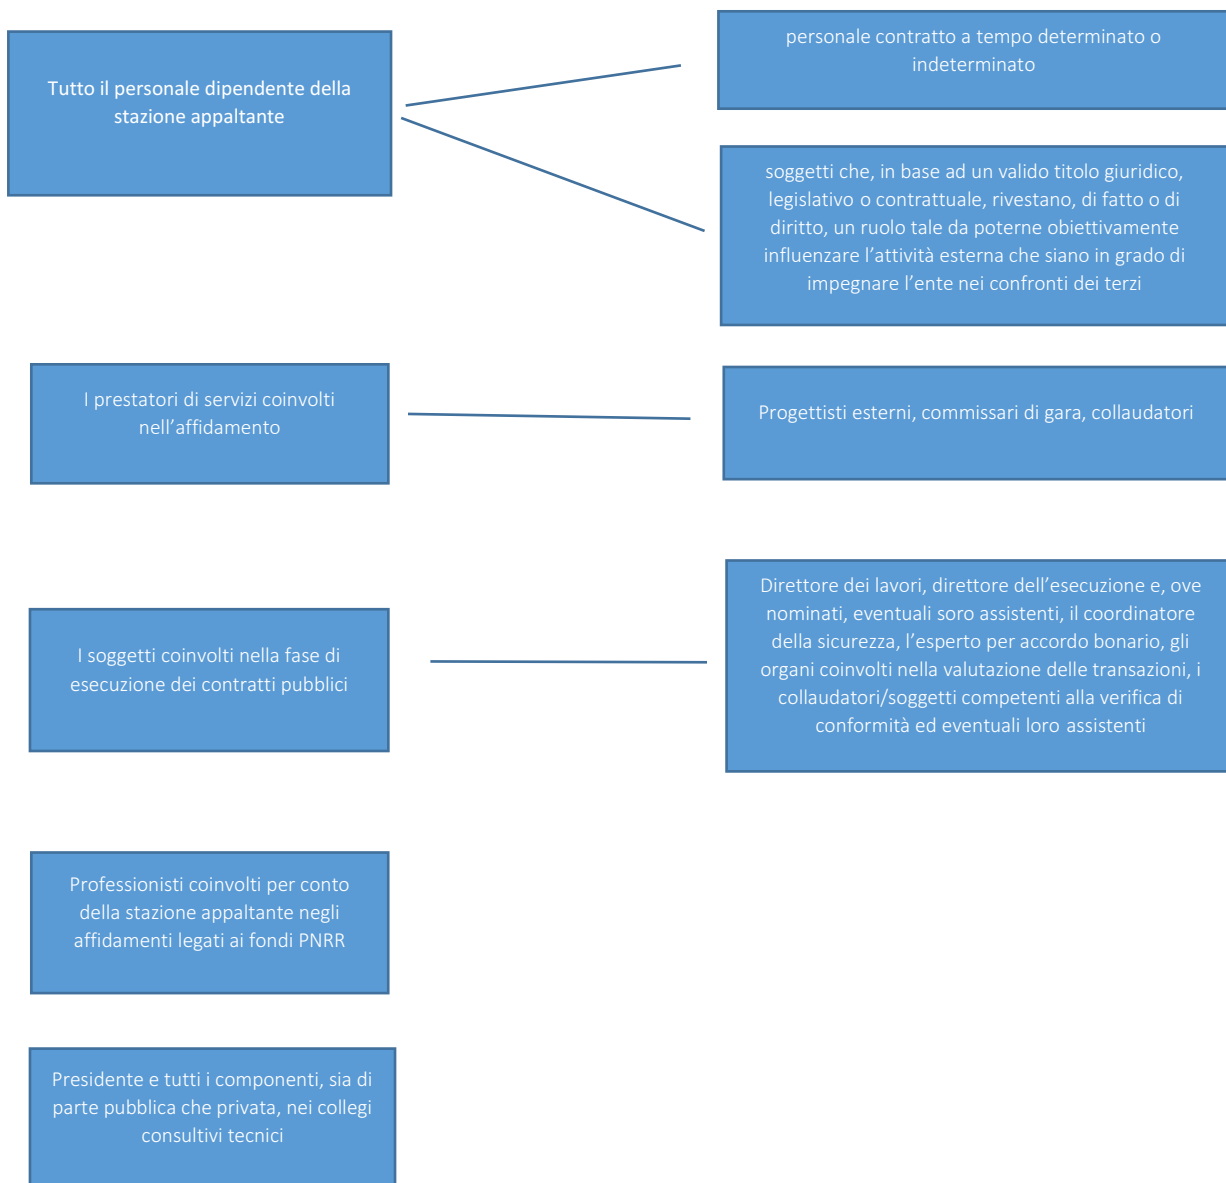 Tutto il personale dipendente della
stazione appaltante
personale contratto a tempo determinato o
indeterminato
soggetti che, in base ad un valido titolo giuridico,
legislativo o contrattuale, rivestano, di fatto o di
diritto, un ruolo tale da poterne obiettivamente
influenzare l’attività esterna che siano in grado di
impegnare l’ente nei confronti dei terzi
I prestatori di servizi coinvolti
nell’affidamento
Progettisti esterni, commissari di gara, collaudatori
I soggetti coinvolti nella fase di
esecuzione dei contratti pubblici
Direttore dei lavori, direttore dell’esecuzione e, ove
nominati, eventuali soro assistenti, il coordinatore
della sicurezza, l’esperto per accordo bonario, gli
organi coinvolti nella valutazione delle transazioni, i
collaudatori/soggetti competenti alla verifica di
conformità ed eventuali loro assistenti
Professionisti coinvolti per conto
della stazione appaltante negli
affidamenti legati ai fondi PNRR
Presidente e tutti i componenti, sia di
parte pubblica che privata, nei collegi
consultivi tecnici